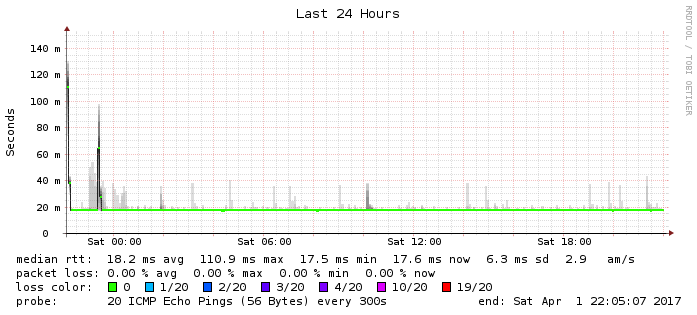 Last 24 Hours
RRDTOOL / TOBI OETIKER
Seconds
140 m
120 m
100 m
80 m
60 m
40 m
20 m
0
Sat 00:00 Sat 06:00 Sat 12:00 Sat 18:00
median rtt: 18.2 ms avg 110.9 ms max 17.5 ms min 17.6 ms now 6.3 ms sd 2.9 am/s
packet loss: 0.00 % avg 0.00 % max 0.00 % min 0.00 % now
loss color: 0 1/20 2/20 3/20 4/20 10/20 19/20
probe: 20 ICMP Echo Pings (56 Bytes) every 300s end: Sat Apr 1 22:05:07 2017